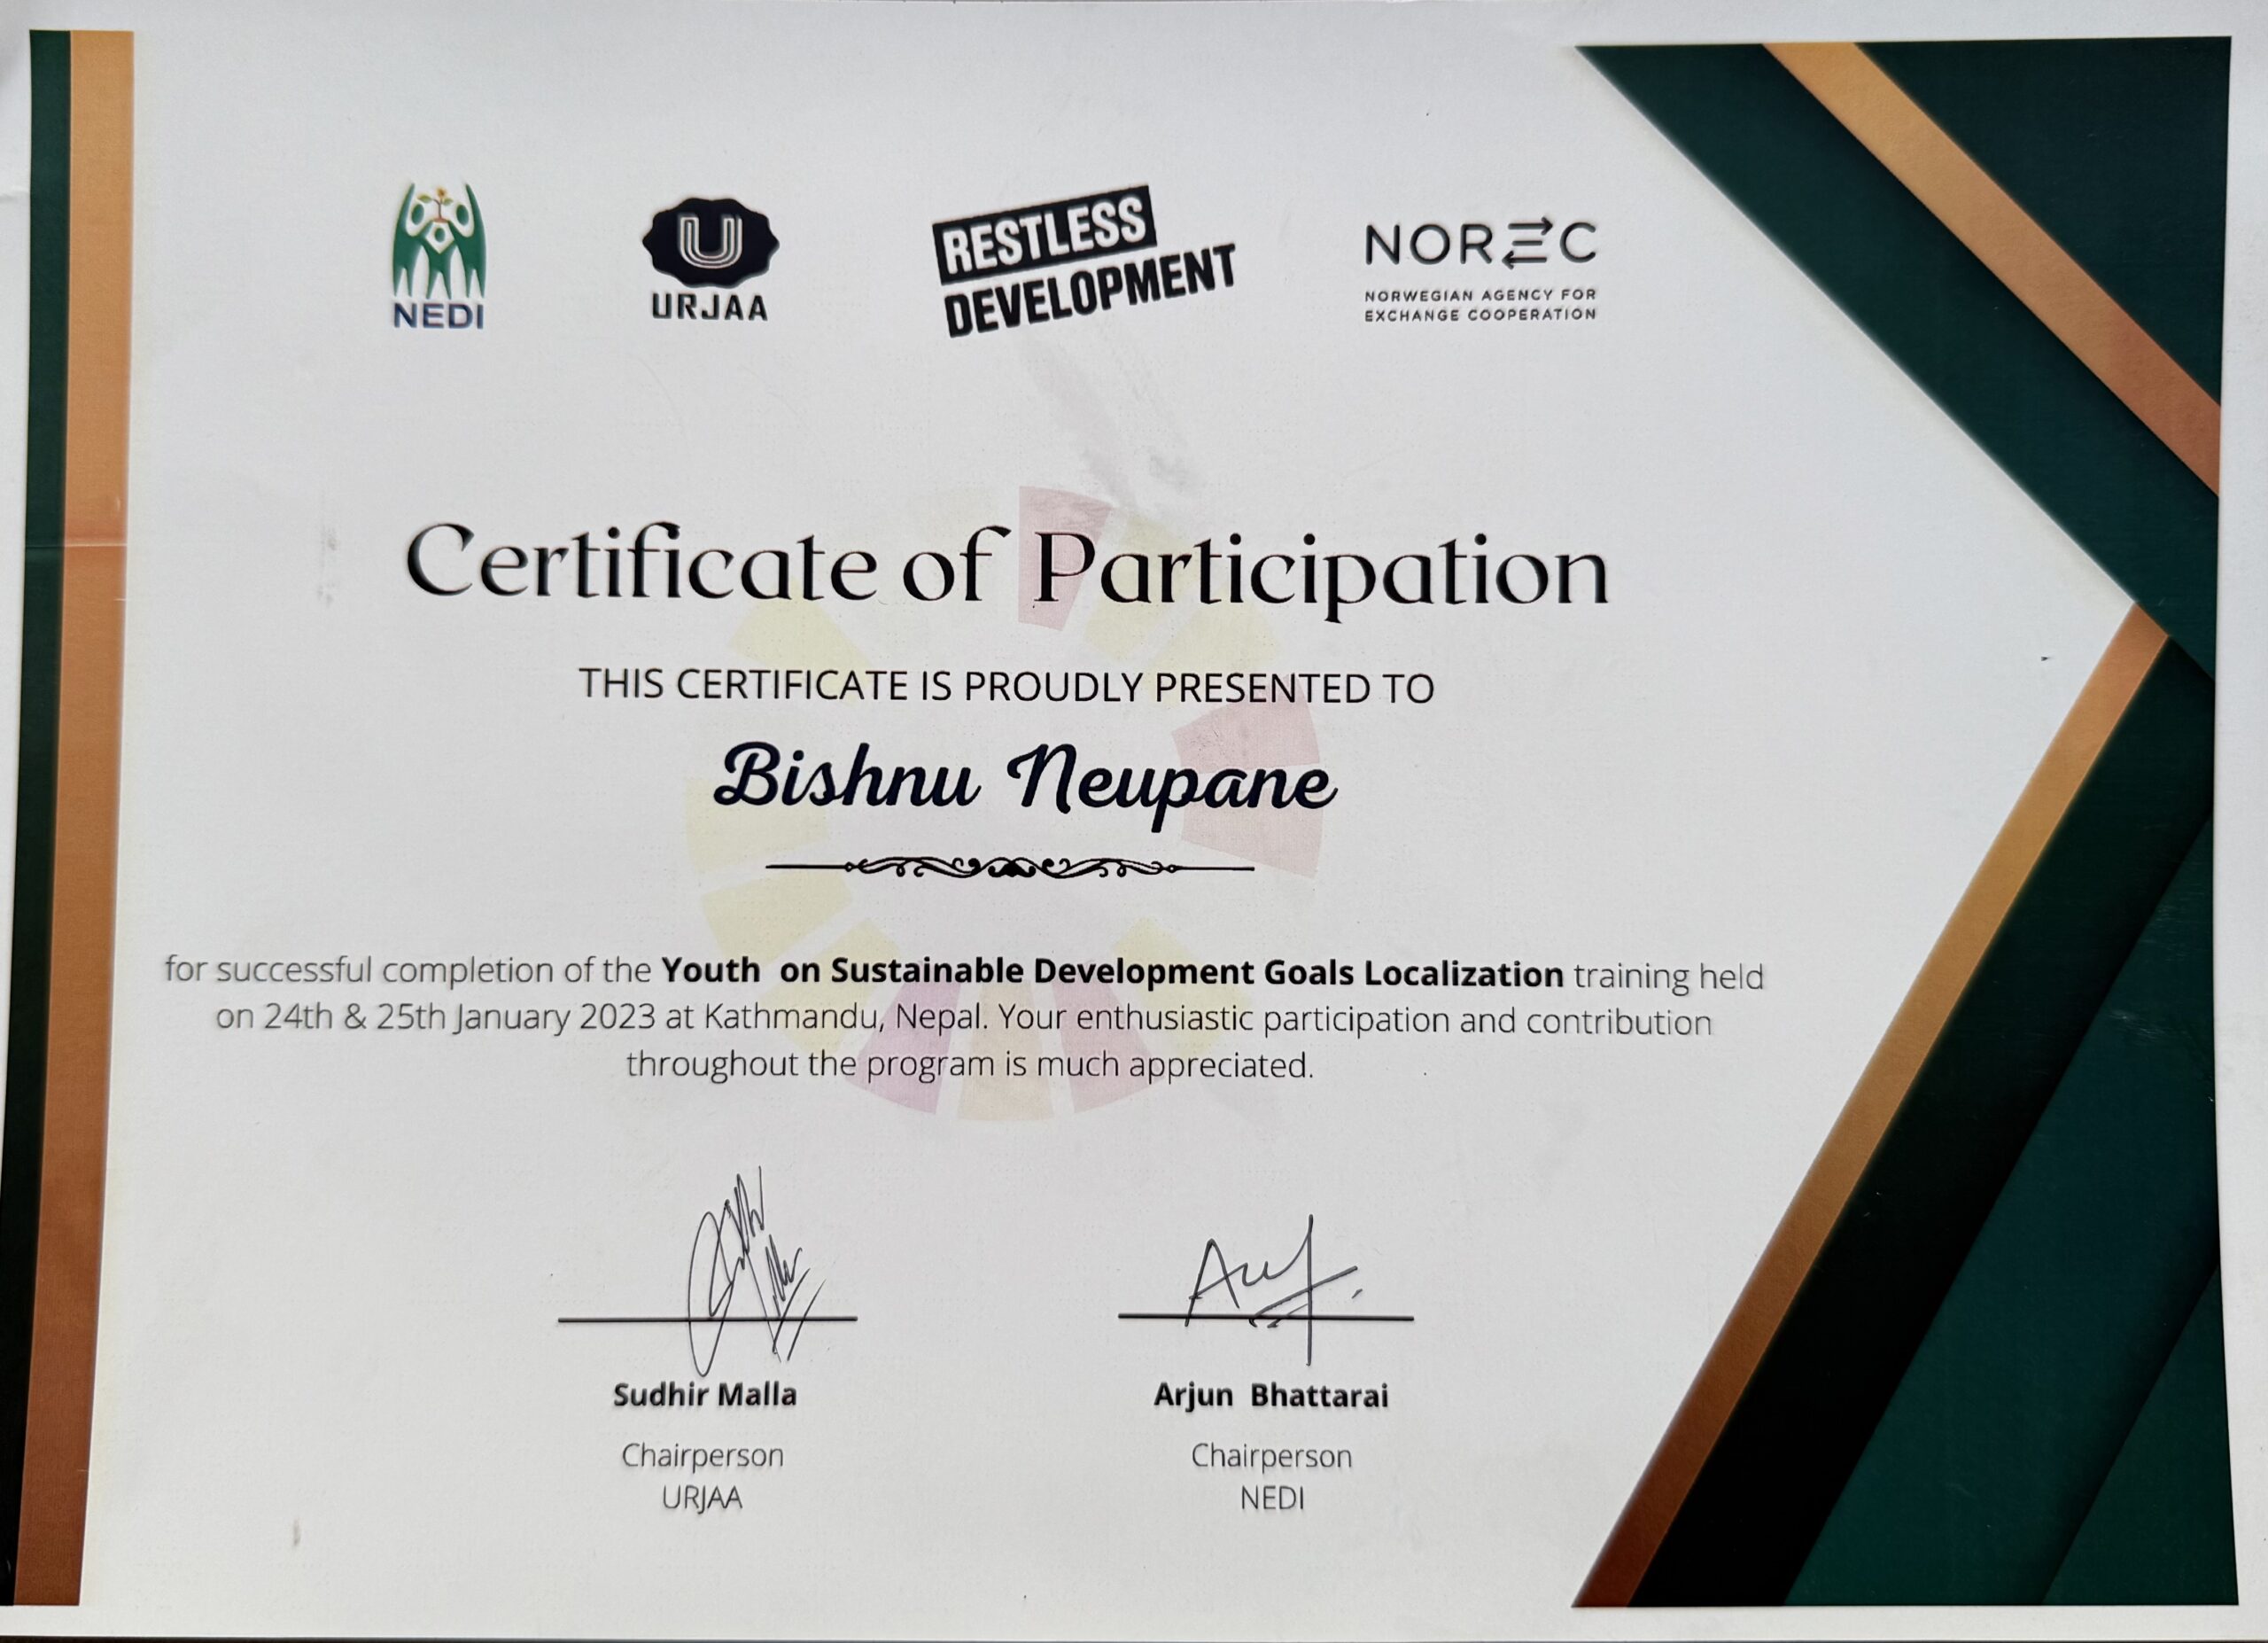 NEDI
URJAA
RESTLESS
DEVELOPMENT
NOREC
NORWEGIAN AGENCY FOR
EXCHANGE COOPERATION
Certificate of Participation
THIS CERTIFICATE IS PROUDLY PRESENTED TO
Bishnu Neupane
for successful completion of the Youth on Sustainable Development Goals Localization training held
on 24th & 25th January 2023 at Kathmandu, Nepal. Your enthusiastic participation and contribution
throughout the program is much appreciated.
Sudhir Malla
Arjun Bhattarai
Chairperson
Chairperson
URJAA
NEDI